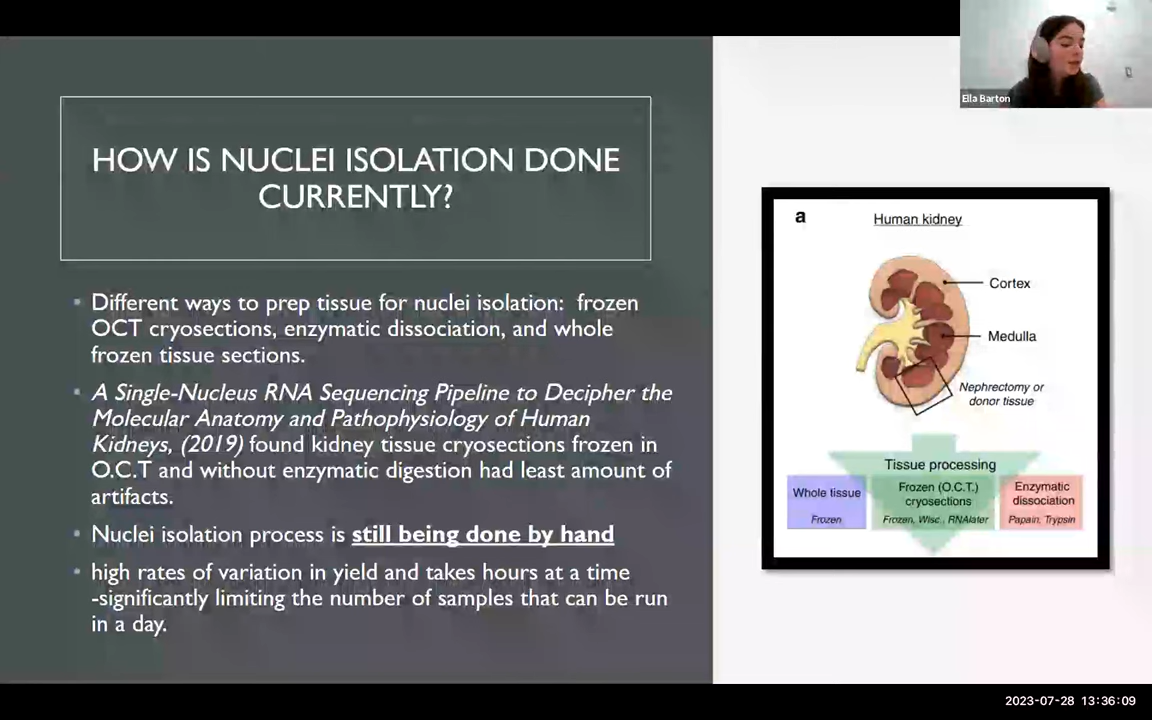 Ella Barton
HOW IS NUCLEI ISOLATION DONE
CURRENTLY?
Different ways to prep tissue for nuclei isolation: frozen
OCT cryosections, enzymatic dissociation, and whole
frozen tissue sections.
A Single-Nucleus RNA Sequencing Pipeline to Decipher the
Molecular Anatomy and Pathophysiology of Human
Kidneys, (2019) found kidney tissue cryosections frozen in
O.C.T and without enzymatic digestion had least amount of
artifacts.
Nuclei isolation process is still being done by hand
high rates of variation in yield and takes hours at a time
-significantly limiting the number of samples that can be run
in a day.
a
Human kidney
Cortex
Medulla
Nephrectomy or
donor tissue
Tissue processing
Whole tissue
Frozen
Frozen (O.C.T.)
cryosections
Frozen, Wisc., RNAlater
Enzymatic
dissociation
Papain, Trypsin
2023-07-28 13:36:09